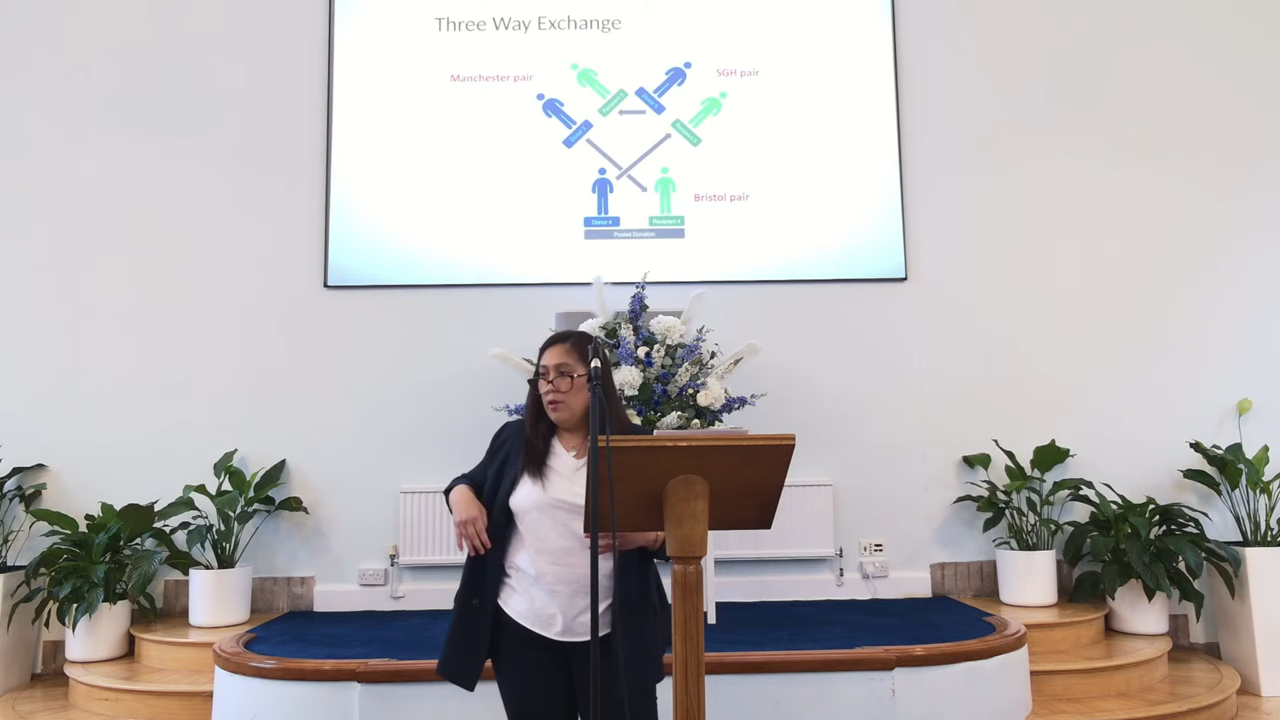 Three Way Exchange
Manchester pair
SGH pair
Bristol pair
Donor 4
Recipient 4
Pooled Donation